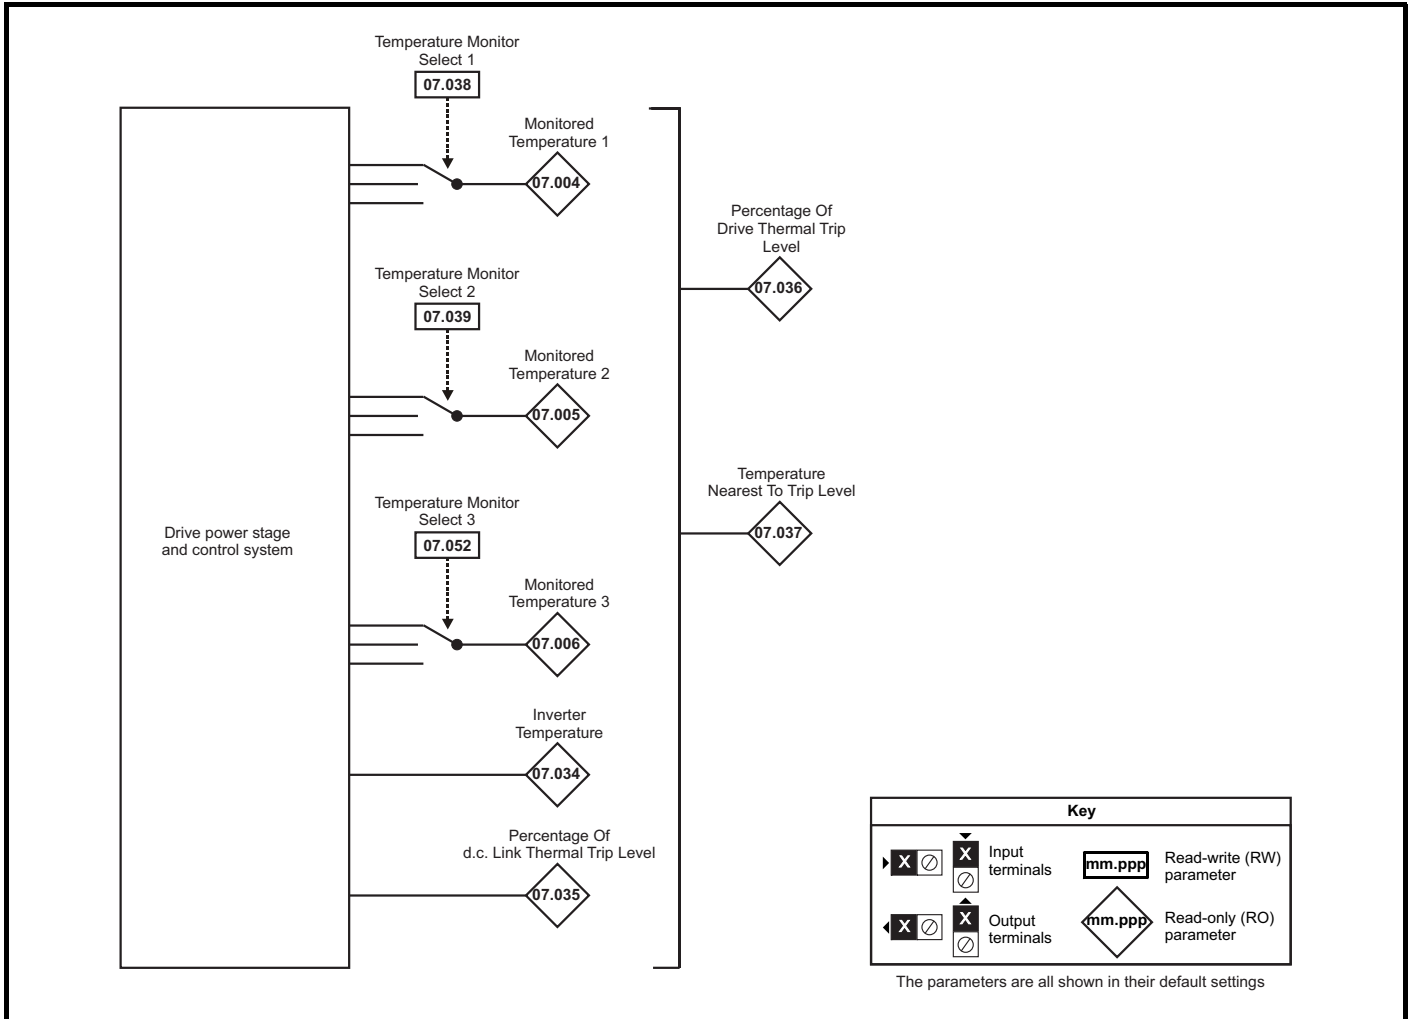 Temperature Monitor
Select 1
07.038
Monitored
Temperature 1
07.004
Percentage Of
Drive Thermal Trip
Level
07.036
Temperature Monitor
Select 2
07.039
Monitored
Temperature 2
07.005
Temperature
Nearest To Trip Level
07.037
Temperature Monitor
Select 3
07.052
Drive power stage
and control system
Monitored
Temperature 3
07.006
Inverter
Temperature
07.034
Percentage Of
d.c. Link Thermal Trip Level
07.035
Key
X
X
Input
terminals
mm.ppp
Read-write (RW)
parameter
X
X
Output
terminals
mm.ppp
Read-only (RO)
parameter
The parameters are all shown in their default settings